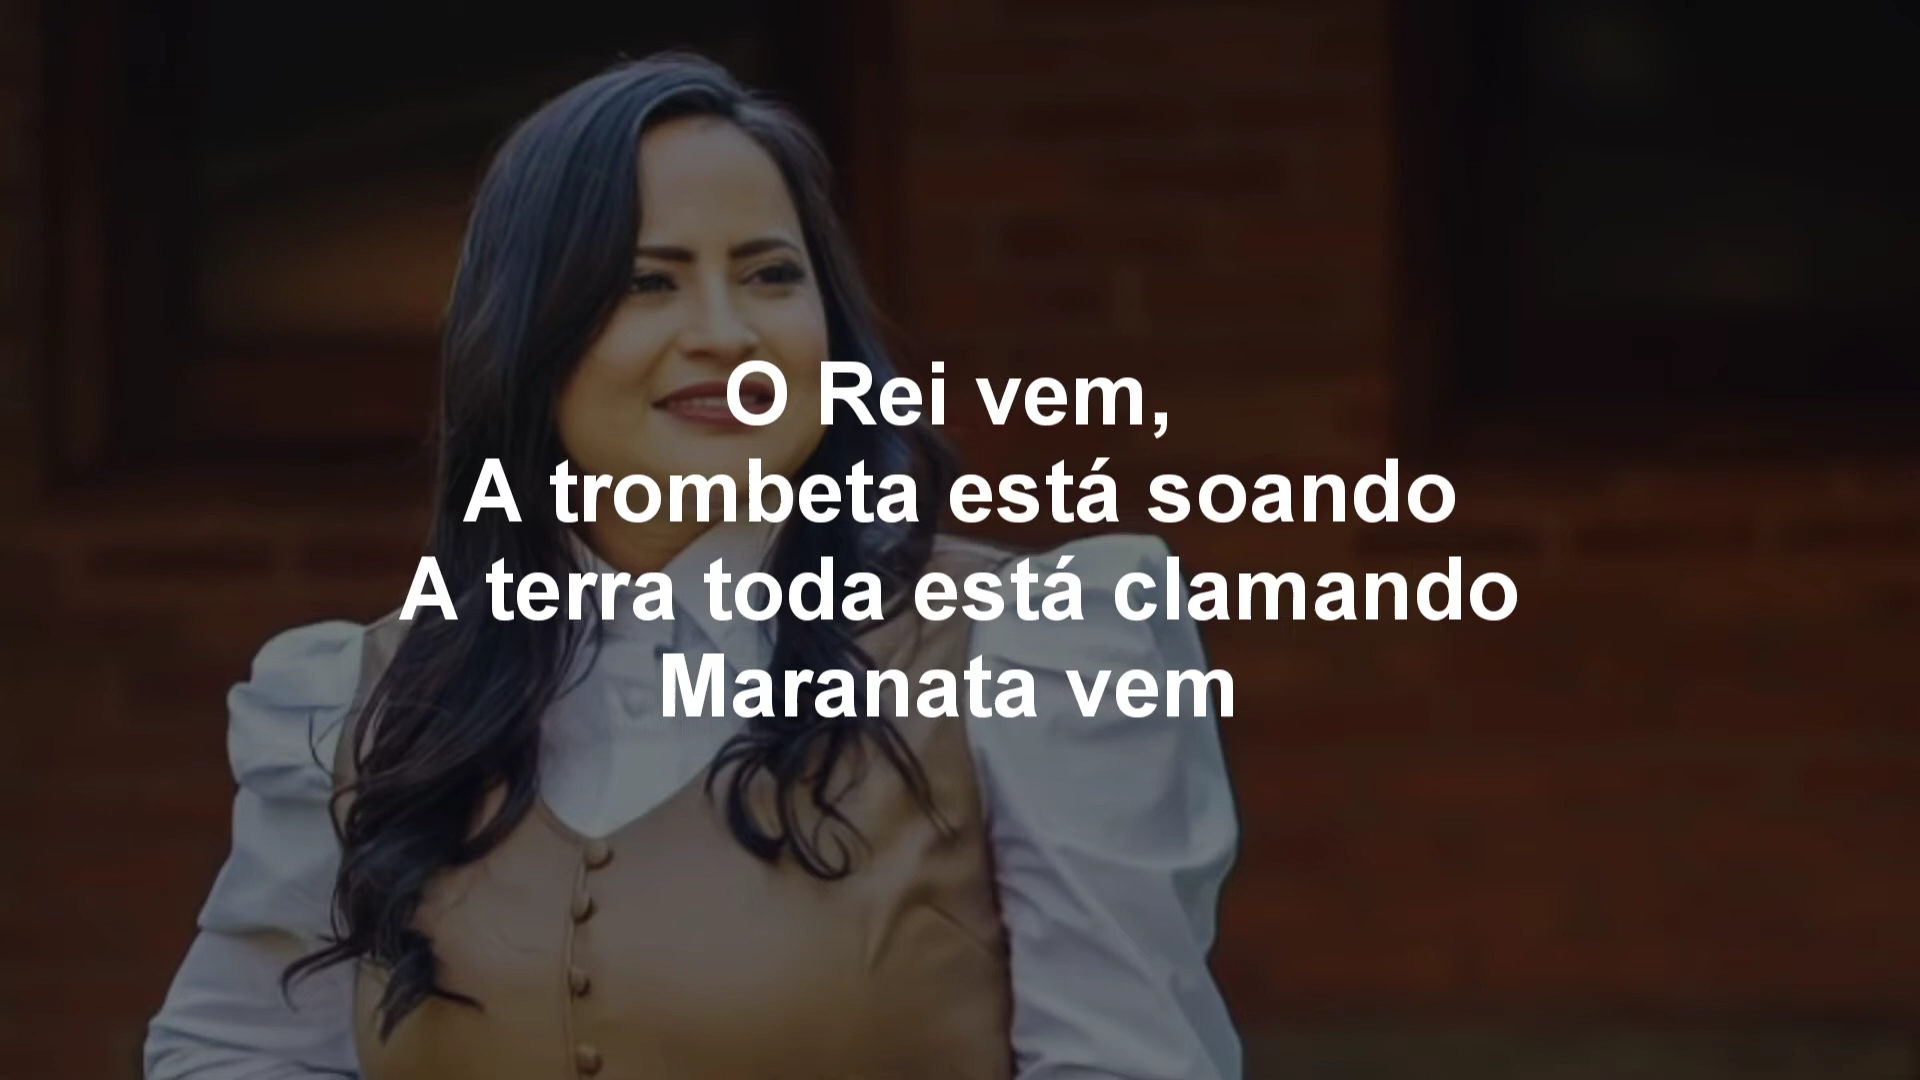 O Rei vem,
A trombeta está soando
A terra toda está clamando
Maranata vem